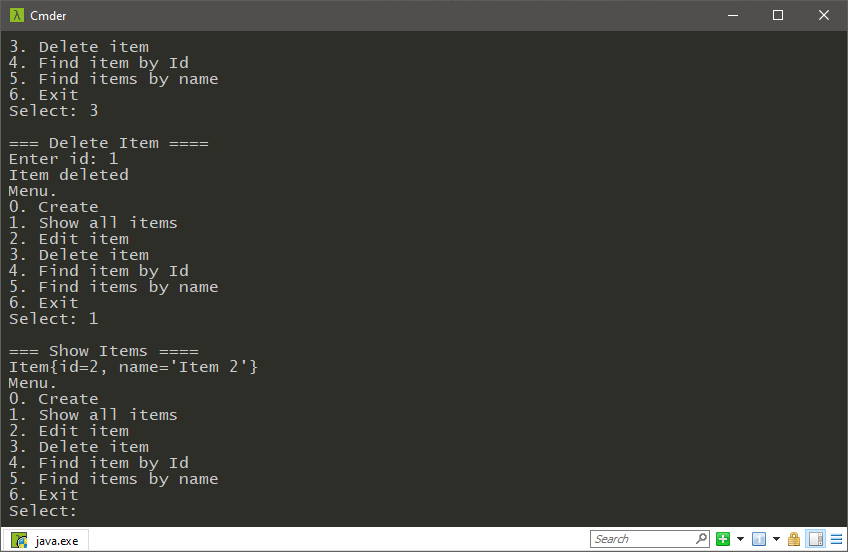 Cmder
3. Delete item
4. Find item by Id
5. Find items by name
6. Exit
Select: 3
=== Delete Item ====
Enter id: 1
Item deleted
Menu.
0. Create
1. Show all items
2. Edit item
3. Delete item
4. Find item by Id
5. Find items by name
6. Exit
Select: 1
=== Show Items ====
Item{id=2, name='Item 2'}
Menu.
0. Create
1. Show all items
2. Edit item
3. Delete item
4. Find item by Id
5. Find items by name
6. Exit
Select:
java.exe
Search